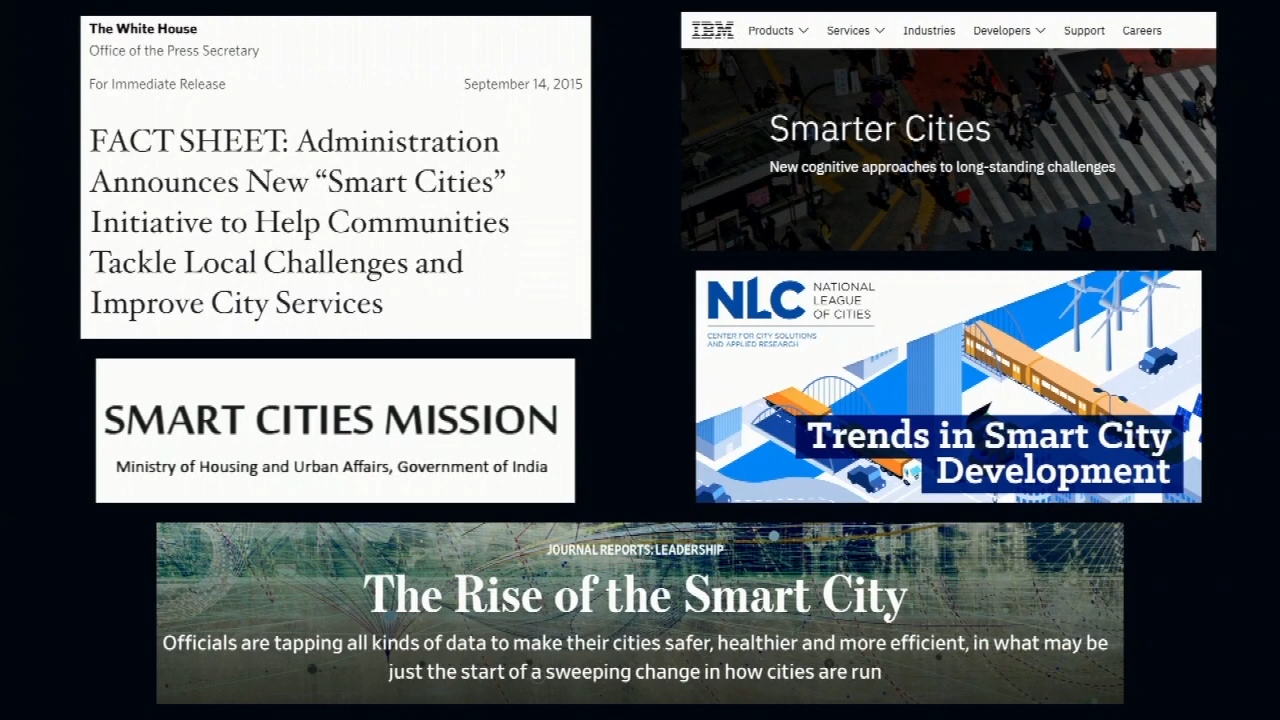 The White House
Office of the Press Secretary
For Immediate Release September 14, 2015
FACT SHEET: Administration
Announces New “Smart Cities”
Initiative to Help Communities
Tackle Local Challenges and
Improve City Services
SMART CITIES MISSION
Ministry of Housing and Urban Affairs, Government of India
IBM Products Services Industries Developers Support Careers
Smarter Cities
New cognitive approaches to long-standing challenges
NLC NATIONAL
LEAGUE
OF CITIES
CENTER FOR CITY SOLUTIONS
AND APPLIED RESEARCH
Trends in Smart City
Development
JOURNAL REPORTS: LEADERSHIP
The Rise of the Smart City
Officials are tapping all kinds of data to make their cities safer, healthier and more efficient, in what may be
just the start of a sweeping change in how cities are run